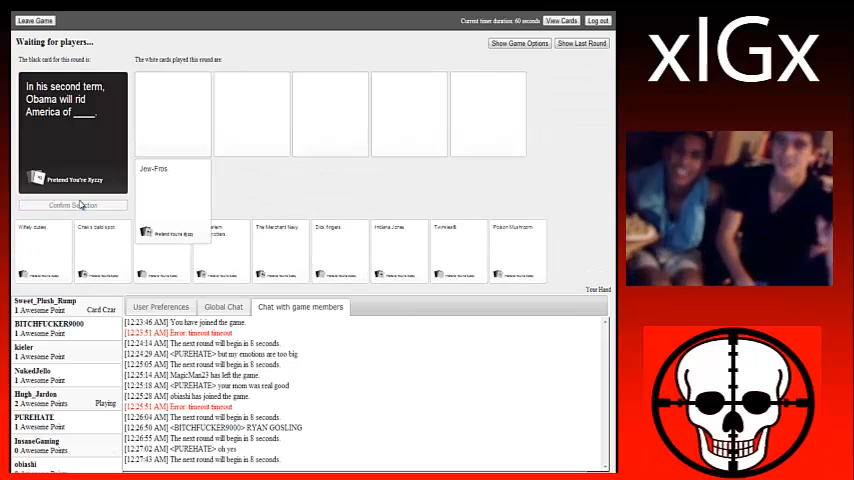 Leave Game
Current timer duration: 60 seconds
View Cards
Log out
xIGx
Waiting for players...
Show Game Options
Show Last Round
The black card for this round is:
The white cards played this round are:
In his second term,
Obama will rid
America of ____.
Pretend You're Xyzzy
Jew-Fros
Pretend You're Xyzzy
Confirm Selection
Wifely duties
Chek's bald spot
The Merchant Navy
Dick fingers
Indiana Jones
Twinkies®
Poison Mushroom
Your Hand
Sweet_Plush_Rump
1 Awesome Point
Card Czar
BITCHFUCKER9000
1 Awesome Point
kieler
1 Awesome Point
NukedJello
1 Awesome Point
Hugh_Jardon
2 Awesome Points
Playing
PUREHATE
1 Awesome Point
InsaneGaming
0 Awesome Points
obiashi
User Preferences
Global Chat
Chat with game members
[12:23:46 AM] You have joined the game.
[12:23:51 AM] Error: timeout timeout
[12:24:14 AM] The next round will begin in 8 seconds.
[12:24:29 AM] <PUREHATE> but my emotions are too big
[12:25:05 AM] The next round will begin in 8 seconds.
[12:25:14 AM] MagicMan23 has left the game.
[12:25:18 AM] <PUREHATE> your mom was real good
[12:25:28 AM] obiashi has joined the game.
[12:25:51 AM] Error: timeout timeout
[12:26:04 AM] The next round will begin in 8 seconds.
[12:26:50 AM] <BITCHFUCKER9000> RYAN GOSLING
[12:26:55 AM] The next round will begin in 8 seconds.
[12:27:02 AM] <PUREHATE> oh yes
[12:27:43 AM] The next round will begin in 8 seconds.